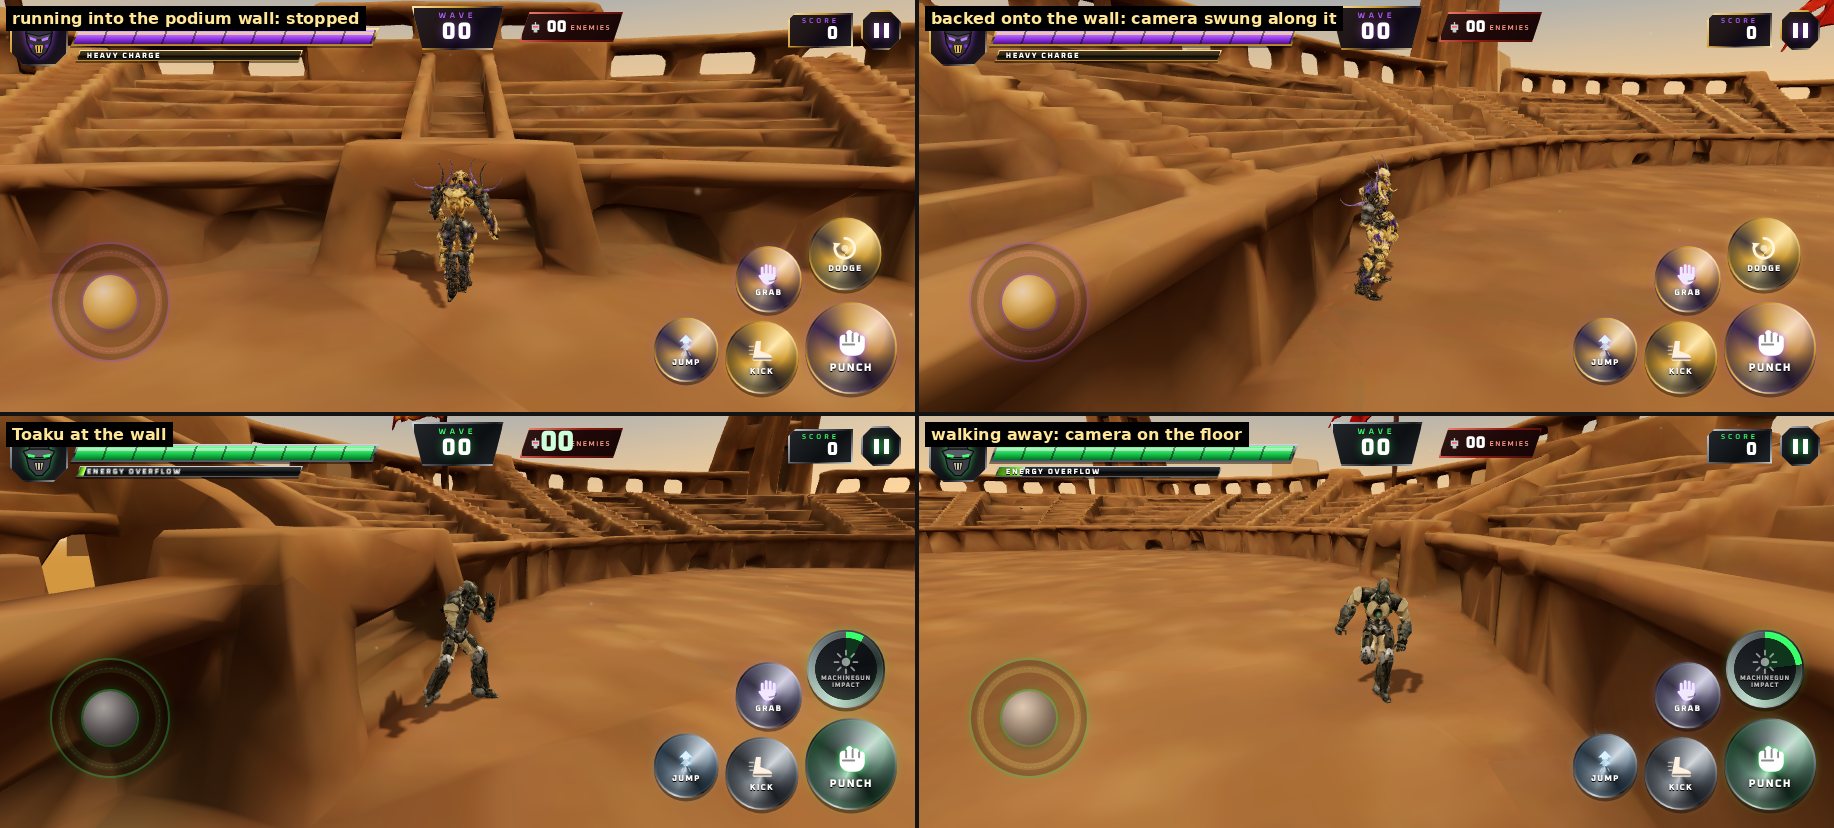 running into the podium wall: stopped
HEAVY CHARGE
WAVE
00
00 ENEMIES
SCORE
0
DODGE
GRAB
JUMP
KICK
PUNCH
backed onto the wall: camera swung along it
HEAVY CHARGE
WAVE
00
00 ENEMIES
SCORE
0
DODGE
GRAB
JUMP
KICK
PUNCH
Toaku at the wall
ENERGY OVERFLOW
WAVE
00
00 ENEMIES
SCORE
0
MACHINEGUN
IMPACT
GRAB
JUMP
KICK
PUNCH
walking away: camera on the floor
ENERGY OVERFLOW
WAVE
00
00 ENEMIES
SCORE
0
MACHINEGUN
IMPACT
GRAB
JUMP
KICK
PUNCH